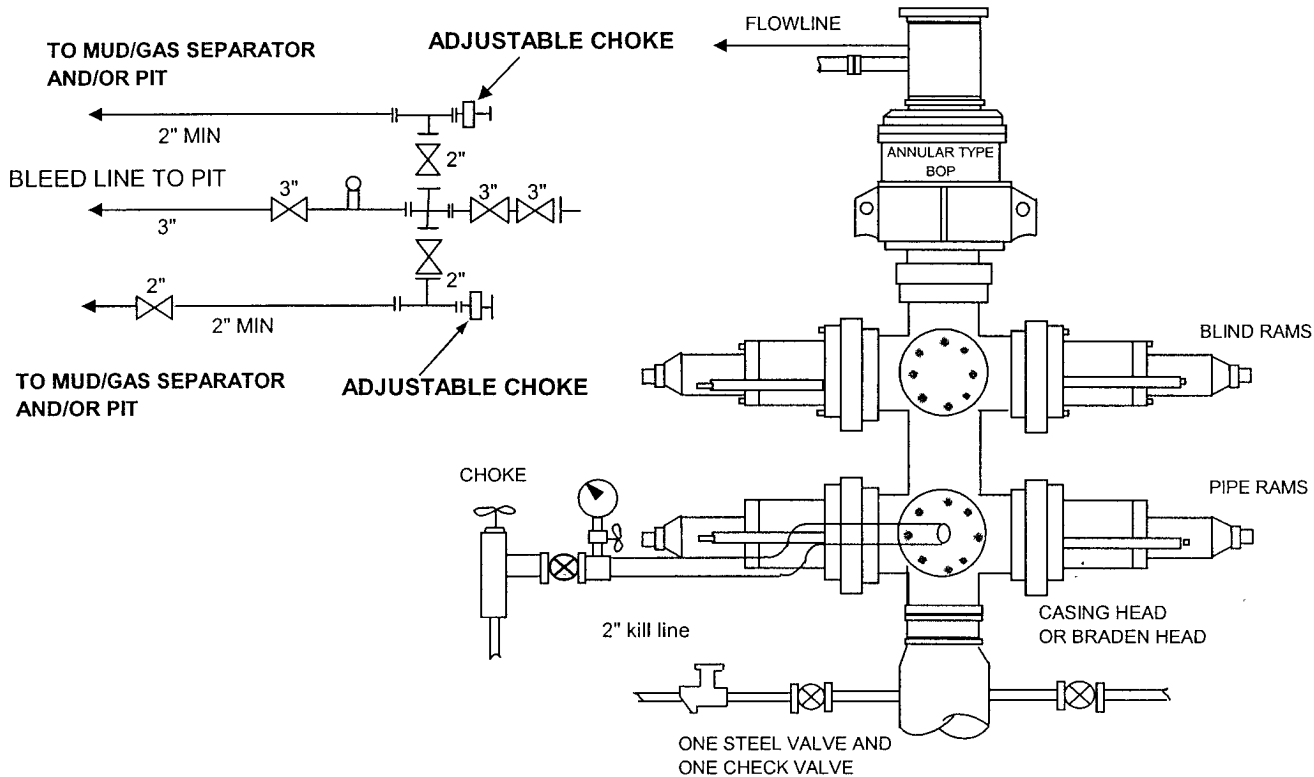 FLOWLINE
TO MUD/GAS SEPARATOR
AND/OR PIT
ADJUSTABLE CHOKE
2" MIN
2"
BLEED LINE TO PIT
3"
3"
3"
3"
2"
2"
2" MIN
TO MUD/GAS SEPARATOR
AND/OR PIT
ADJUSTABLE CHOKE
ANNULAR TYPE
BOP
BLIND RAMS
CHOKE
PIPE RAMS
2" kill line
CASING HEAD
OR BRADEN HEAD
ONE STEEL VALVE AND
ONE CHECK VALVE